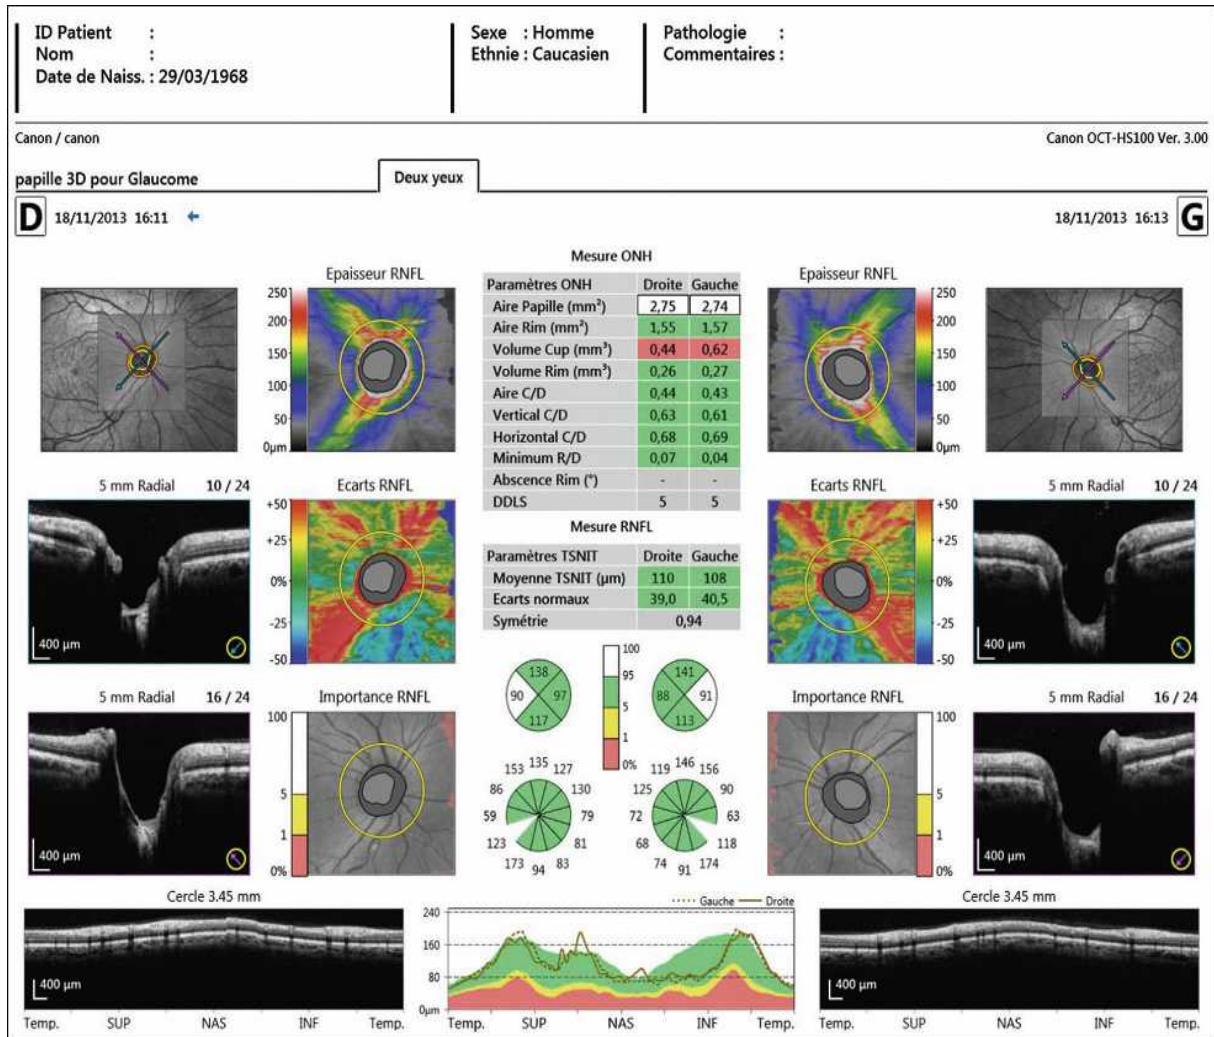 ID Patient :
Nom :
Date de Naiss. : 29/03/1968
Sexe : Homme
Ethnie : Caucasien
Pathologie :
Commentaires :
Canon / canon
Canon OCT-HS100 Ver. 3.00
papille 3D pour Glaucome
Deux yeux
D 18/11/2013 16:11
18/11/2013 16:13 G
Mesure ONH
Paramètres ONH Droite Gauche
Aire Papille (mm²) 2,75 2,74
Aire Rim (mm²) 1,55 1,57
Volume Cup (mm³) 0,44 0,62
Volume Rim (mm³) 0,26 0,27
Aire C/D 0,44 0,43
Vertical C/D 0,63 0,61
Horizontal C/D 0,68 0,69
Minimum R/D 0,07 0,04
Abscence Rim (°) - -
DDLS 5 5
Mesure RNFL
Paramètres TSNIT Droite Gauche
Moyenne TSNIT (µm) 110 108
Ecarts normaux 39,0 40,5
Symétrie 0,94
Epaisseur RNFL
250
200
150
100
50
0µm
Epaisseur RNFL
250
200
150
100
50
0µm
5 mm Radial 10 / 24
400 µm
Ecarts RNFL
+50
+25
0%
-25
-50
Ecarts RNFL
+50
+25
0%
-25
-50
5 mm Radial 10 / 24
400 µm
5 mm Radial 16 / 24
400 µm
Importance RNFL
100
5
1
0%
138
90 97
117
100
95
5
1
0%
141
88 91
113
153 135 127
86 130
59 79
123 81
173 94 83
119 146 156
125 90
72 63
68 118
74 91 174
Importance RNFL
100
5
1
0%
5 mm Radial 16 / 24
400 µm
Cercle 3.45 mm
400 µm
Temp. SUP NAS INF Temp.
Gauche Droite
240
160
80
0µm
Temp. SUP NAS INF Temp.
Cercle 3.45 mm
400 µm
Temp. SUP NAS INF Temp.